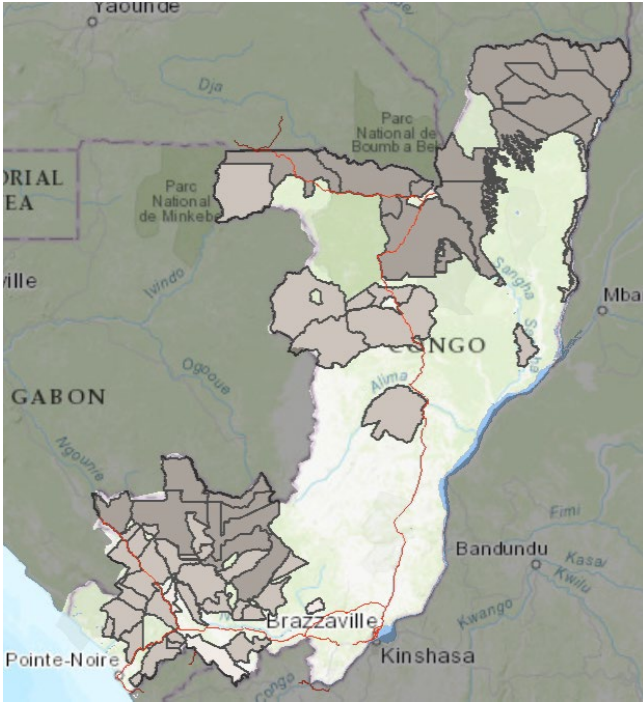 Yaounde
Dja
Parc
National de
Boumba Be
ORIAL
EA
Parc
National
de Minkebe
ville
Ivindo
Sangha
Sangha
Mba
CONGO
Ogooue
Alima
GABON
Ngounie
Fimi
Bandundu
Kasai
Kwilu
Kwango
Brazzaville
Pointe-Noire
Kinshasa
Congo